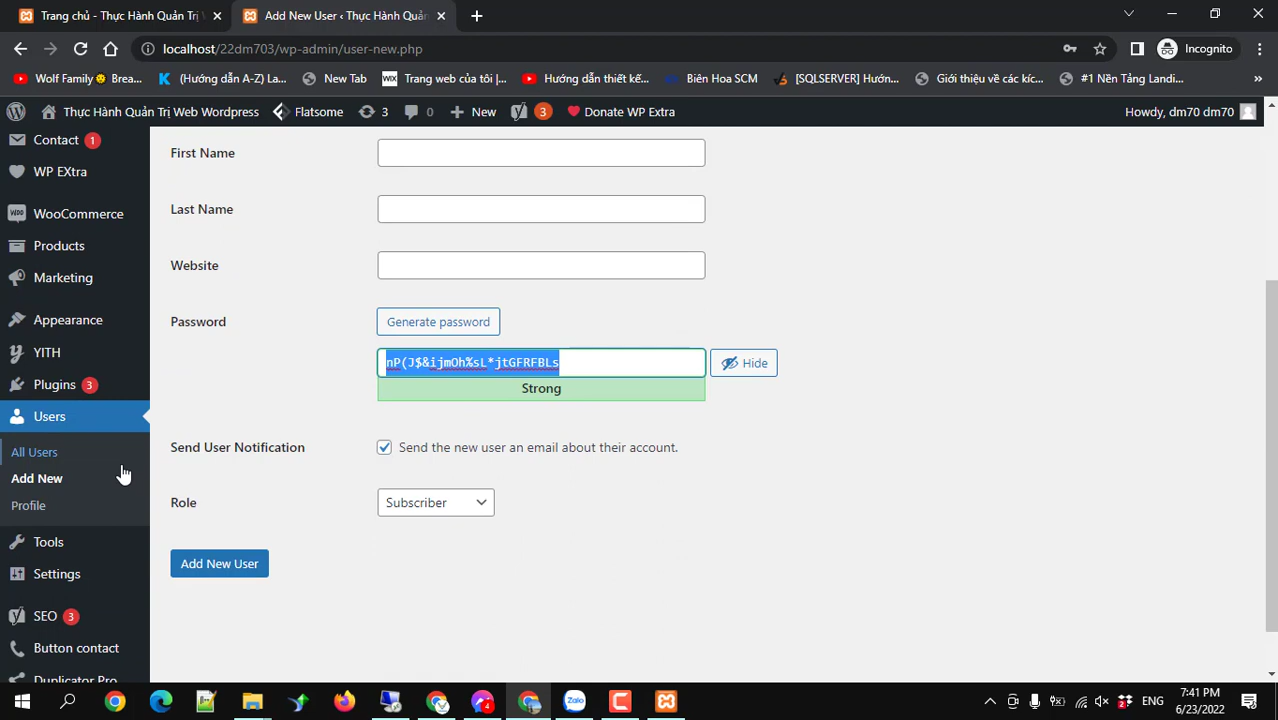 Trang chủ - Thực Hành Quản Trị W
Add New User ‹ Thực Hành Quản
localhost/22dm703/wp-admin/user-new.php
Incognito
Wolf Family Brea...
(Hướng dẫn A-Z) La...
New Tab
WIX
Trang web của tôi |...
Hướng dẫn thiết kế...
Biên Hoa SCM
[SQLSERVER] Hướn...
Giới thiệu về các kíc...
#1 Nền Tảng Landi...
»
Thực Hành Quản Trị Web Wordpress
Flatsome
3
0
New
3
Donate WP Extra
Howdy, dm70 dm70
Contact 1
WP EXtra
WooCommerce
Products
Marketing
Appearance
YITH
Plugins 3
Users
All Users
Add New
Profile
Tools
Settings
SEO 3
Button contact
Duplicator Pro
First Name
Last Name
Website
Password
Generate password
nP(J$&ijmOh%sL*jtGFRFBLs
Hide
Strong
Send User Notification
Send the new user an email about their account.
Role
Subscriber
Add New User
4
2
ENG
7:41 PM
6/23/2022
3